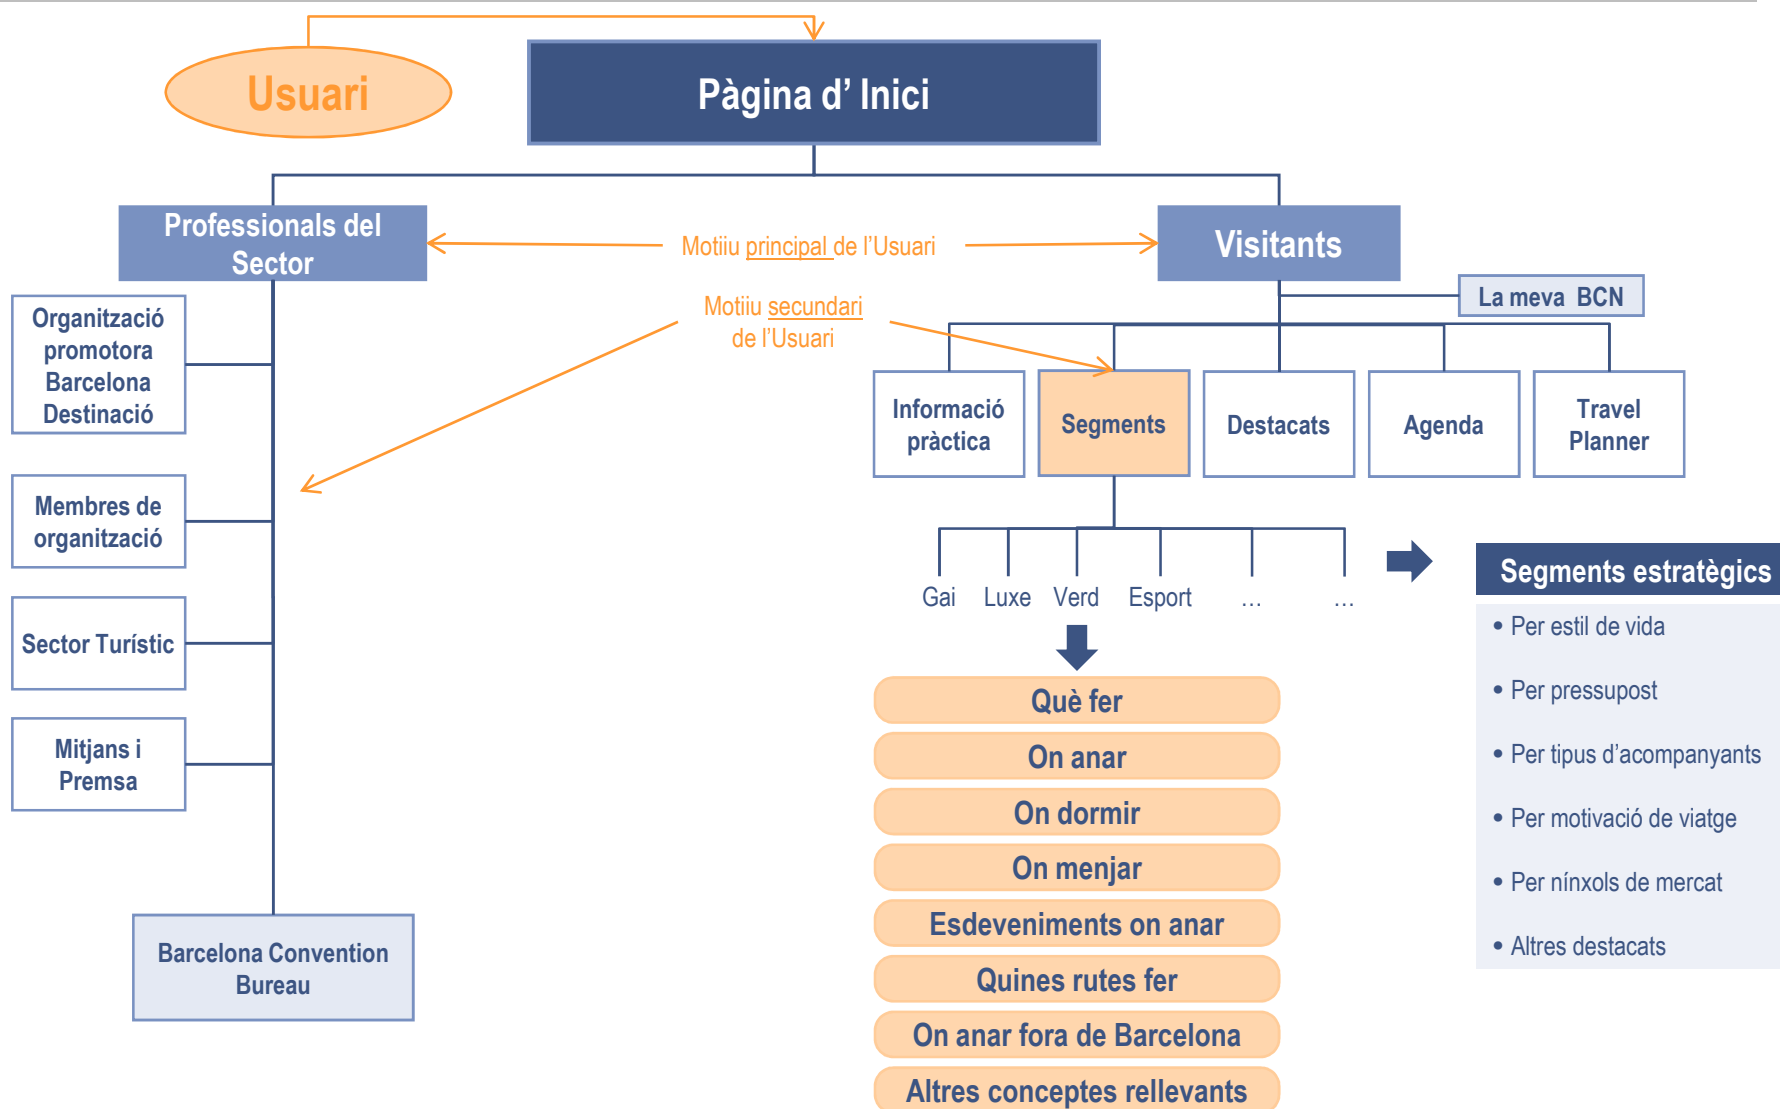 Usuari
Pàgina d’ Inici
Professionals del
Sector
Motiiu principal de l’Usuari
Visitants
La meva BCN
Motiiu secundari
de l’Usuari
Organització
promotora
Barcelona
Destinació
Membres de
organització
Sector Turístic
Mitjans i
Premsa
Barcelona Convention
Bureau
Informació
pràctica
Segments
Destacats
Agenda
Travel
Planner
Gai
Luxe
Verd
Esport
…
…
Què fer
On anar
On dormir
On menjar
Esdeveniments on anar
Quines rutes fer
On anar fora de Barcelona
Altres conceptes rellevants
Segments estratègics
• Per estil de vida
• Per pressupost
• Per tipus d’acompanyants
• Per motivació de viatge
• Per nínxols de mercat
• Altres destacats